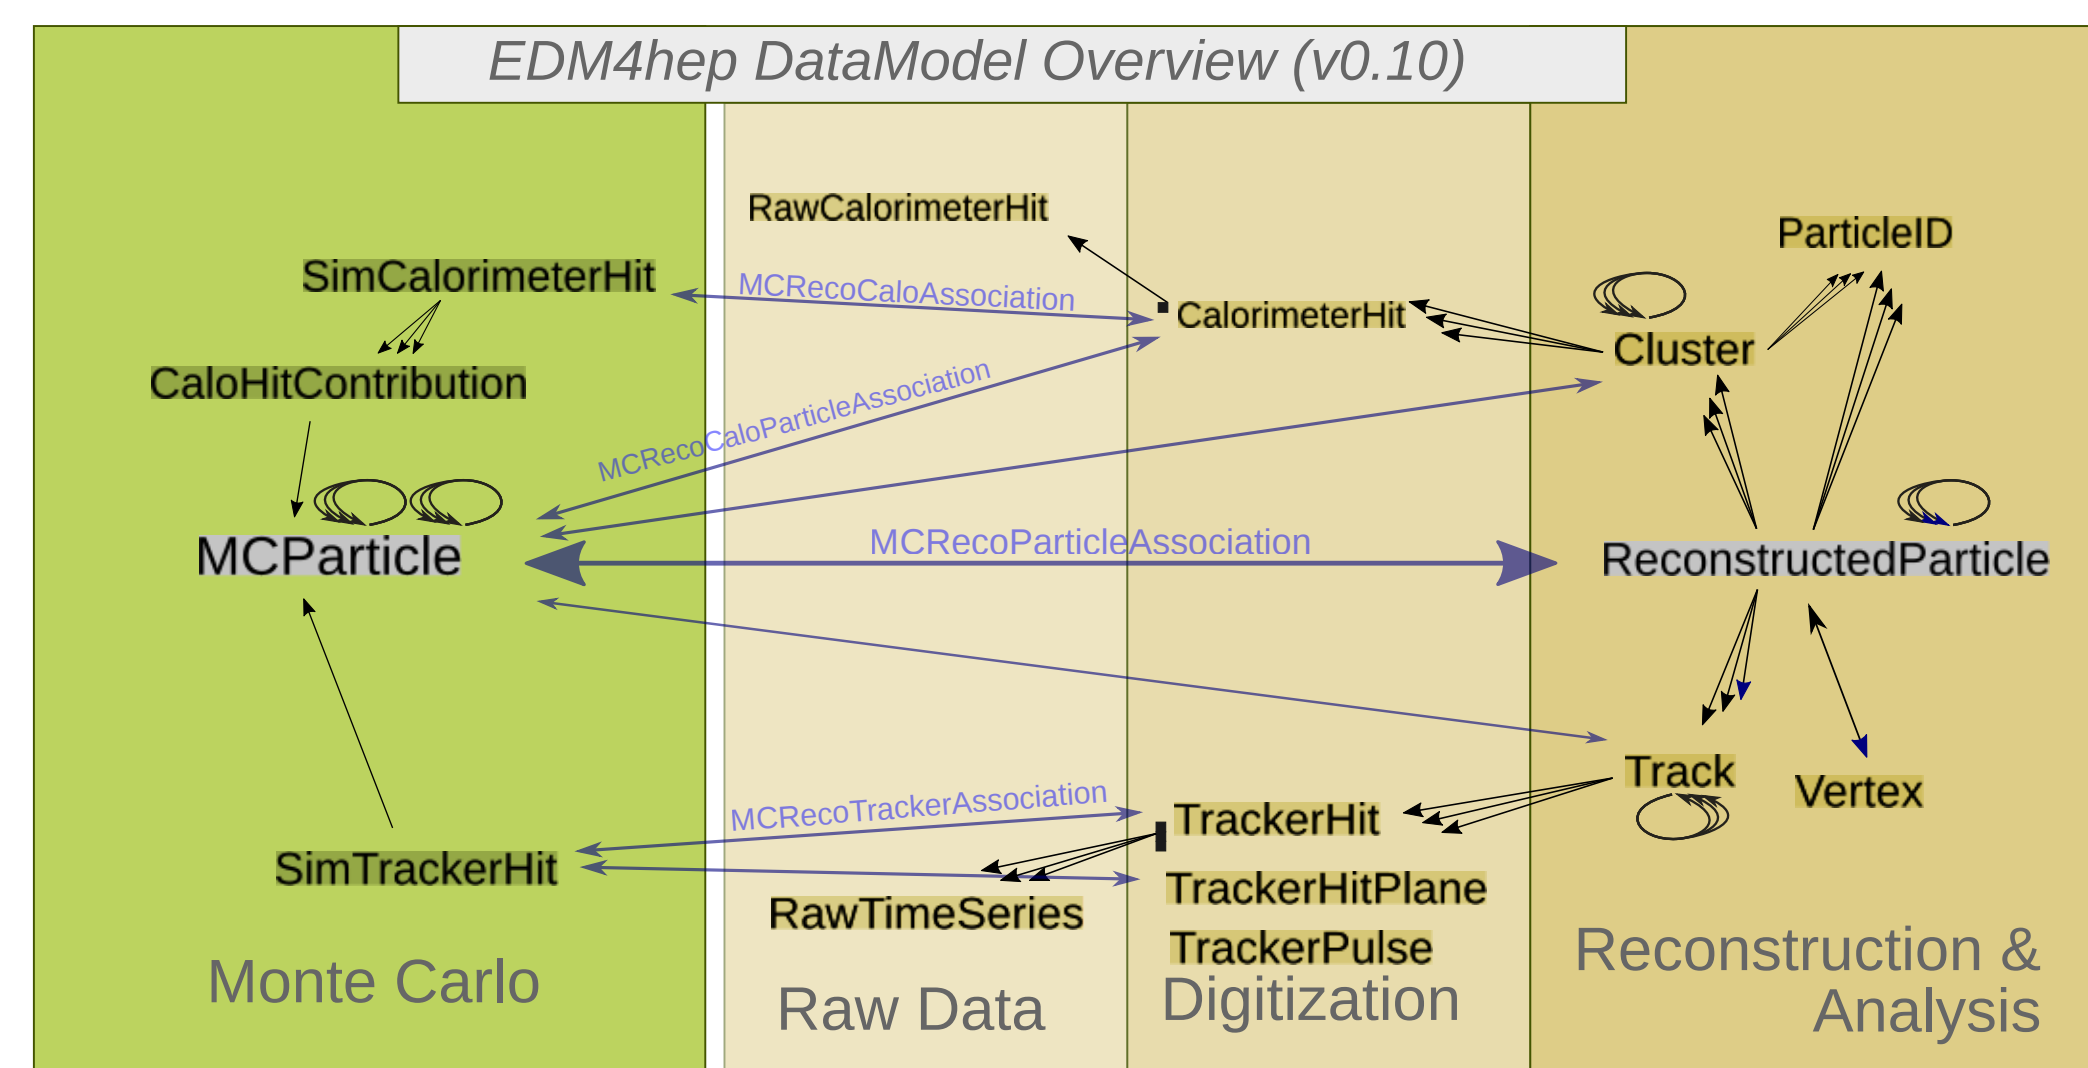 EDM4hep DataModel Overview (v0.10)
RawCalorimeterHit
ParticleID
SimCalorimeterHit
MCRecoCaloAssociation
CalorimeterHit
Cluster
CaloHitContribution
MCRecoCaloParticleAssociation
MCParticle
MCRecoParticleAssociation
ReconstructedParticle
Track
Vertex
MCRecoTrackerAssociation
TrackerHit
SimTrackerHit
TrackerHitPlane
RawTimeSeries
TrackerPulse
Monte Carlo
Raw Data
Digitization
Reconstruction &
Analysis